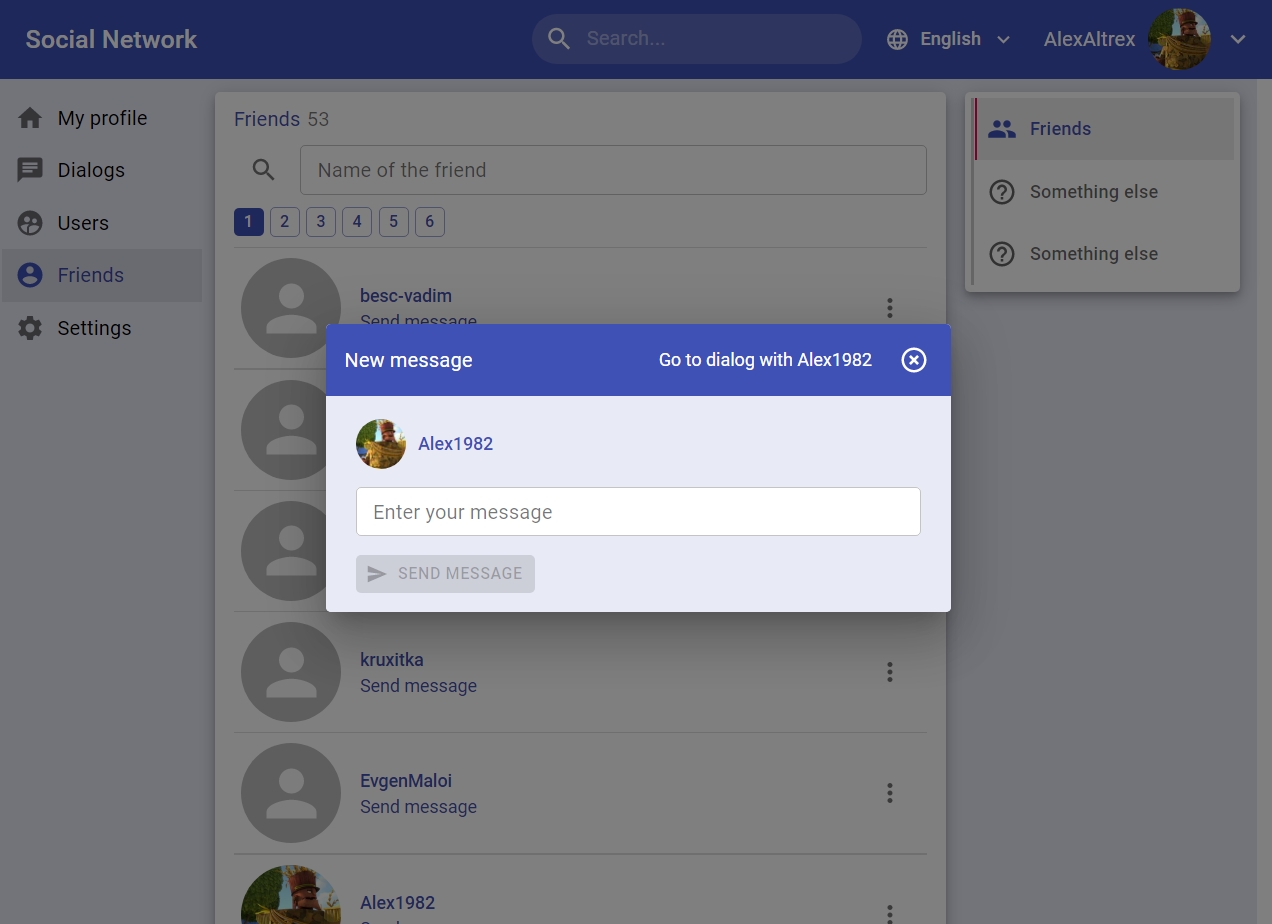 Social Network
Search...
English
AlexAltrex
My profile
Dialogs
Users
Friends
Settings
Friends 53
Name of the friend
1 2 3 4 5 6
besc-vadim
Send message
New message
Go to dialog with Alex1982
Alex1982
Enter your message
SEND MESSAGE
kruxitka
Send message
EvgenMaloi
Send message
Alex1982
Friends
Something else
Something else